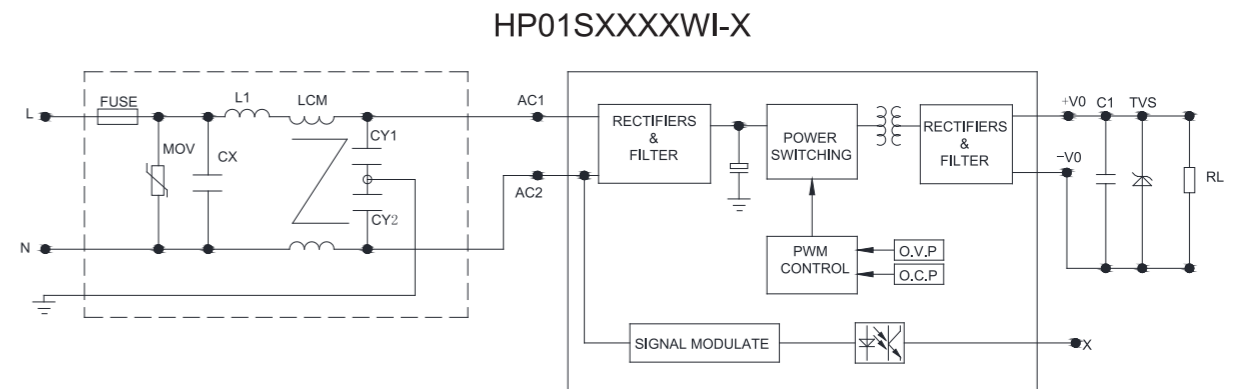 HP01SXXXXWI-X
L
FUSE
L1
LCM
MOV
CX
CY1
CY2
N
AC1
AC2
RECTIFIERS
&
FILTER
POWER
SWITCHING
RECTIFIERS
&
FILTER
PWM
CONTROL
O.V.P
O.C.P
SIGNAL MODULATE
+V0
C1
TVS
−V0
RL
X